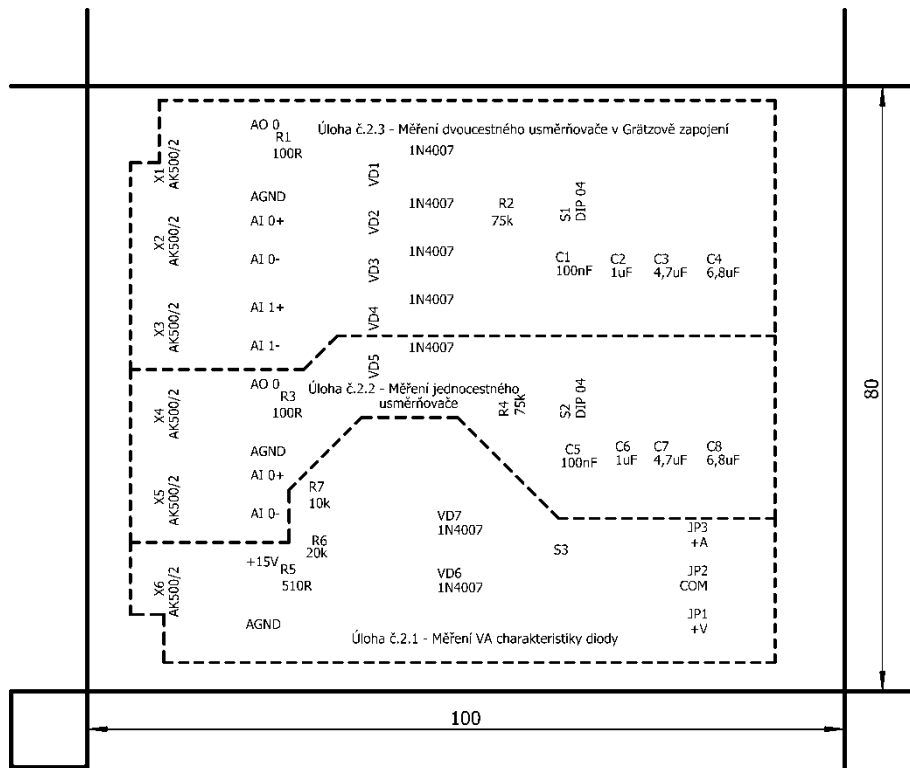 AO 0
Úloha č.2.3 - Měření dvoucestného usměrňovače v Grätzově zapojení
R1
100R
1N4007
X1
AK500/2
VD1
AGND
1N4007
R2
75k
S1
DIP 04
AI 0+
VD2
X2
AK500/2
1N4007
AI 0-
VD3
C1
100nF
C2
1uF
C3
4,7uF
C4
6,8uF
1N4007
AI 1+
VD4
X3
AK500/2
AI 1-
1N4007
VD5
AO 0
Úloha č.2.2 - Měření jednocestného
usměrňovače
R3
100R
X4
AK500/2
R4
75k
S2
DIP 04
AGND
C5
100nF
C6
1uF
C7
4,7uF
C8
6,8uF
AI 0+
X5
AK500/2
R7
10k
AI 0-
VD7
1N4007
JP3
+A
R6
20k
S3
+15V
R5
510R
X6
AK500/2
VD6
1N4007
JP2
COM
AGND
JP1
+V
Úloha č.2.1 - Měření VA charakteristiky diody
80
100